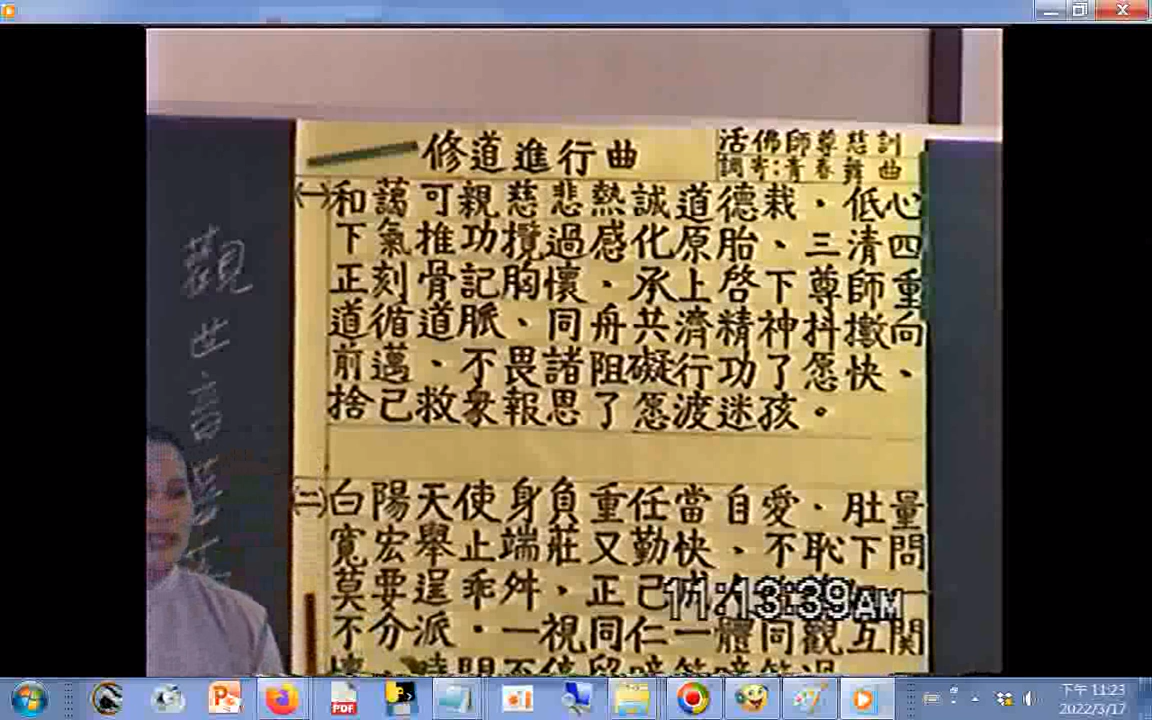 修道進行曲
活佛師尊慈訓
調寄:青春舞曲
(一)和藹可親慈悲熱誠道德栽、低心
下氣推功攬過感化原胎、三清四
正刻骨記胸懷、承上啓下尊師重
道循道脈、同舟共濟精神抖擻向
前邁、不畏諸阻礙行功了愿快、
捨己救衆報恩了愿渡迷孩。
(二)白陽天使身負重任當自愛、肚量
寬宏舉止端莊又勤快、不恥下問
莫要逞乖舛、正己
不分派、一視同仁一體同觀互關
觀世音
11:13:39AM
PDF
下午 11:23
2022/3/17